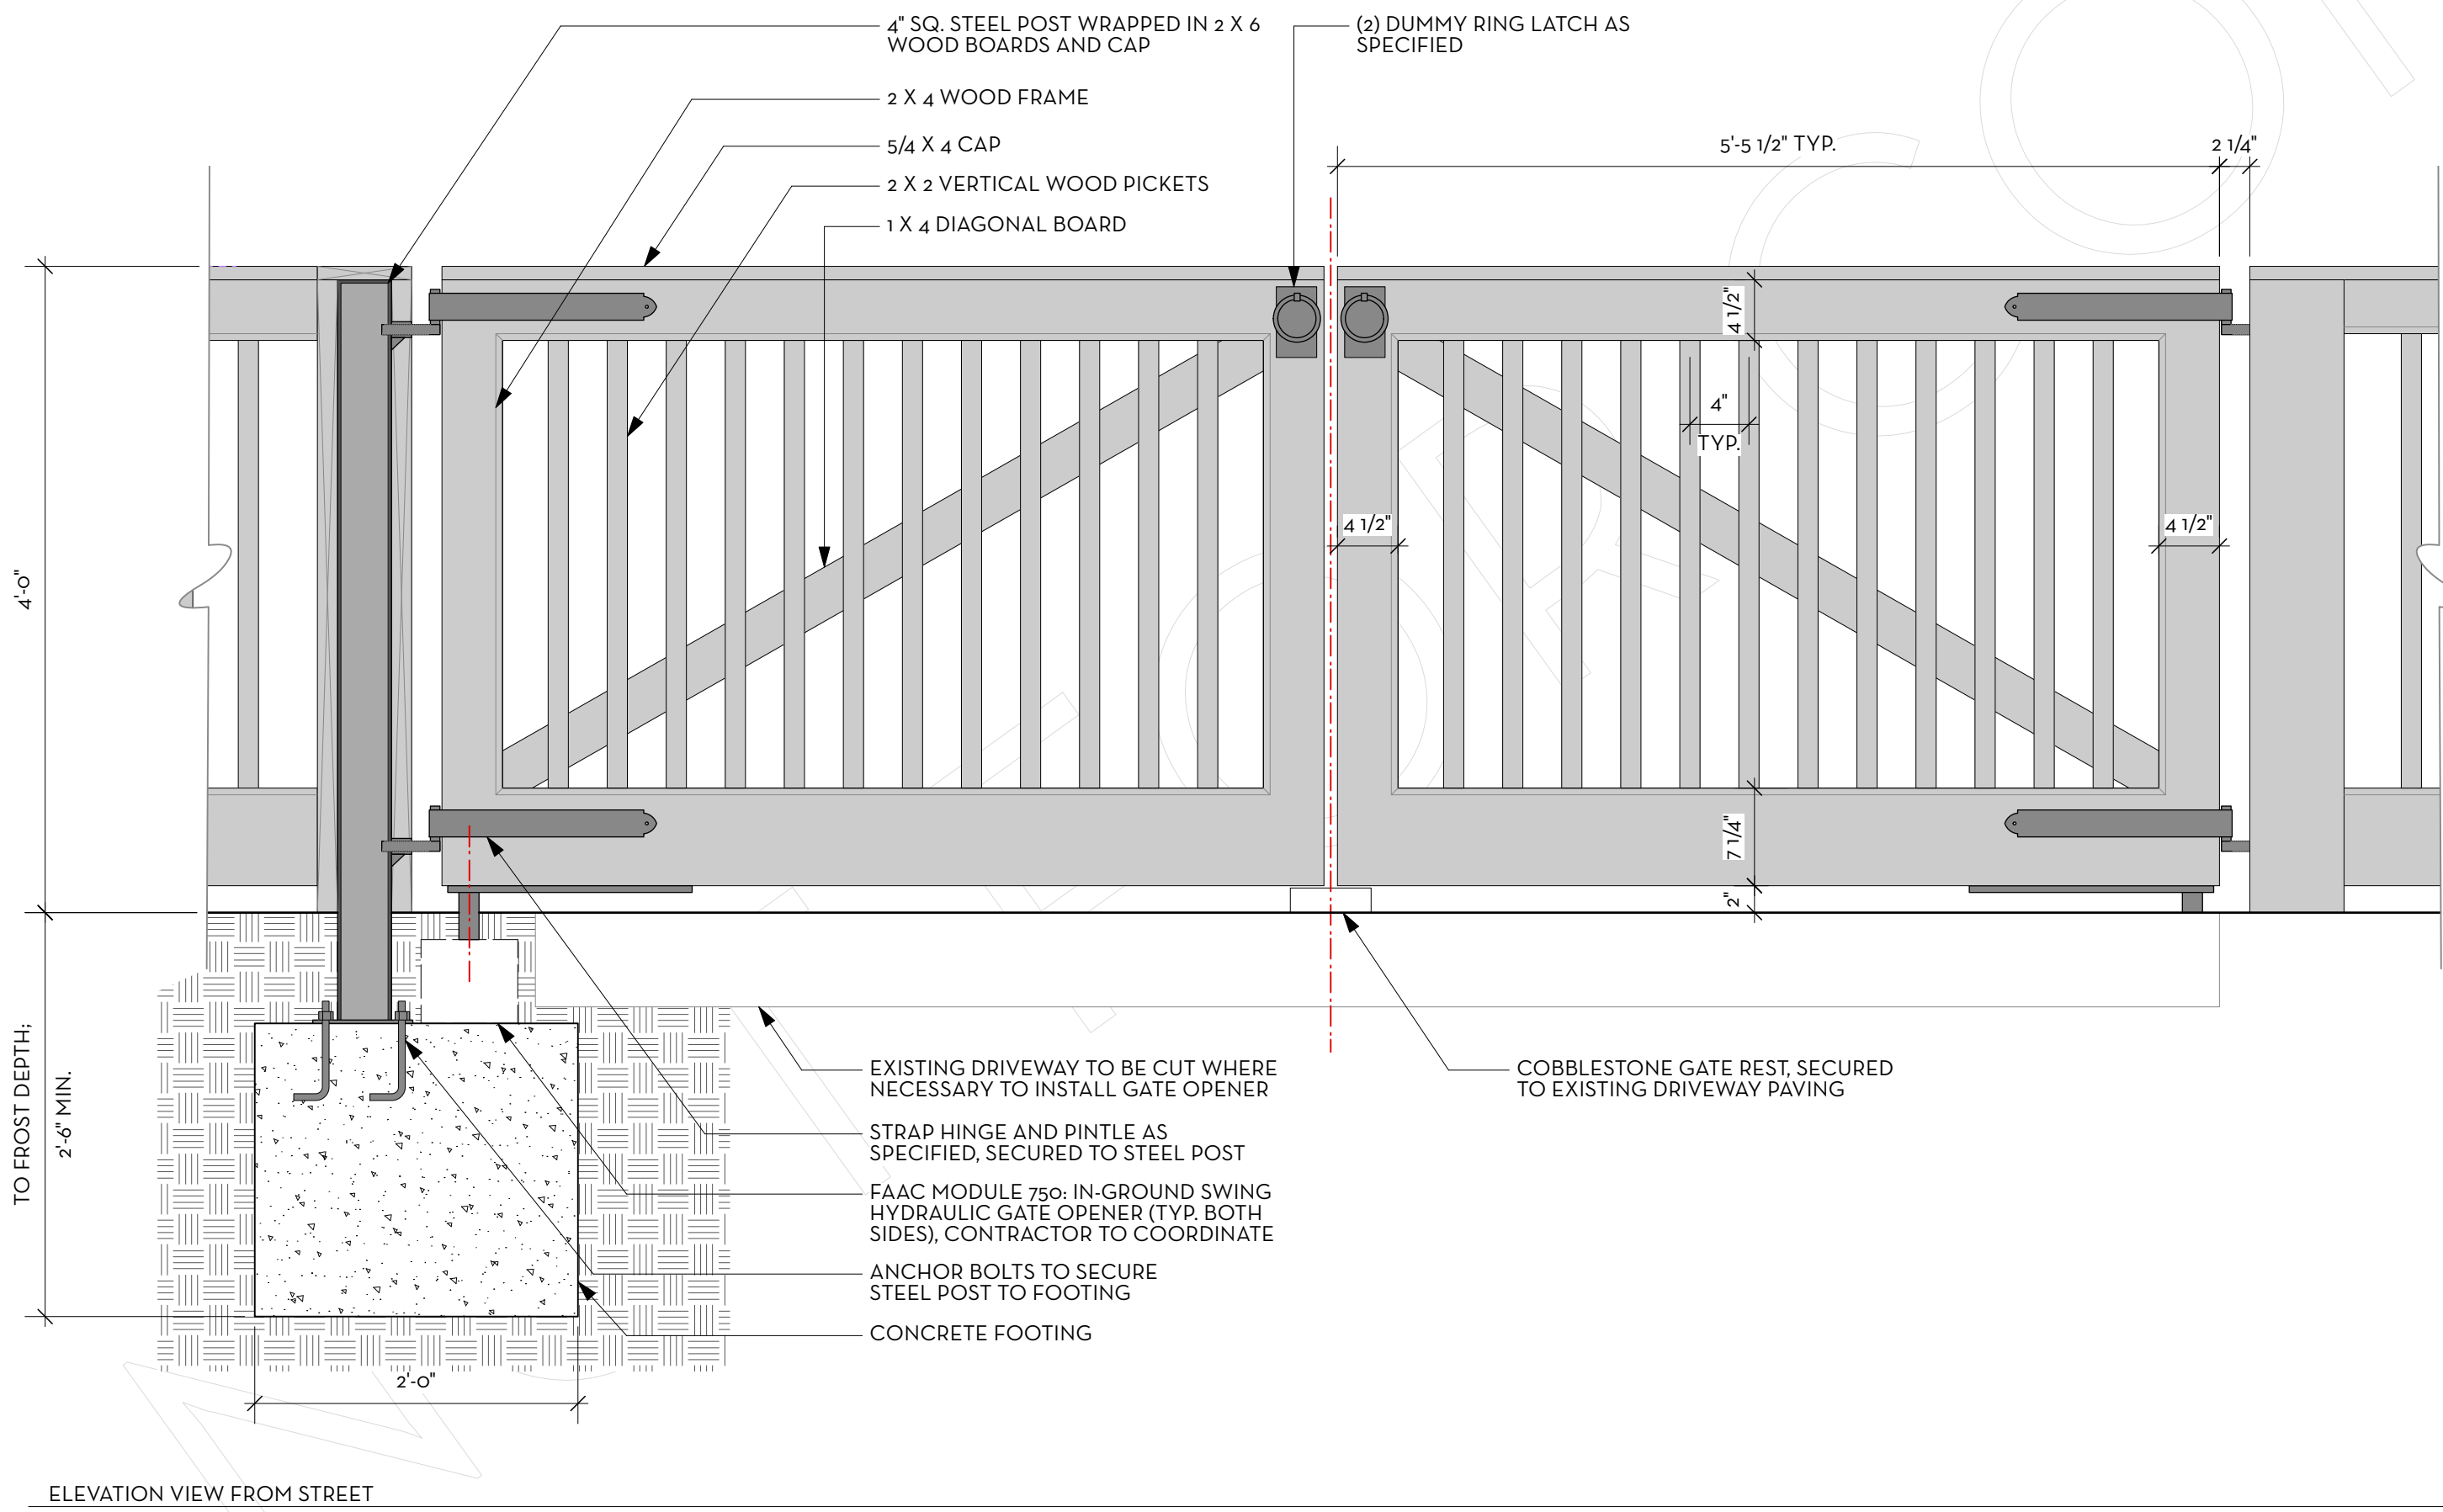 4" SQ. STEEL POST WRAPPED IN 2 X 6
WOOD BOARDS AND CAP
(2) DUMMY RING LATCH AS
SPECIFIED
2 X 4 WOOD FRAME
5/4 X 4 CAP
2 X 2 VERTICAL WOOD PICKETS
1 X 4 DIAGONAL BOARD
5'-5 1/2" TYP.
2 1/4"
4 1/2"
4"
TYP.
4 1/2"
4 1/2"
4'-0"
7 1/4"
2"
TO FROST DEPTH;
2'-6" MIN.
EXISTING DRIVEWAY TO BE CUT WHERE
NECESSARY TO INSTALL GATE OPENER
COBBLESTONE GATE REST, SECURED
TO EXISTING DRIVEWAY PAVING
STRAP HINGE AND PINTLE AS
SPECIFIED, SECURED TO STEEL POST
FAAC MODULE 750: IN-GROUND SWING
HYDRAULIC GATE OPENER (TYP. BOTH
SIDES), CONTRACTOR TO COORDINATE
ANCHOR BOLTS TO SECURE
STEEL POST TO FOOTING
CONCRETE FOOTING
2'-0"
ELEVATION VIEW FROM STREET